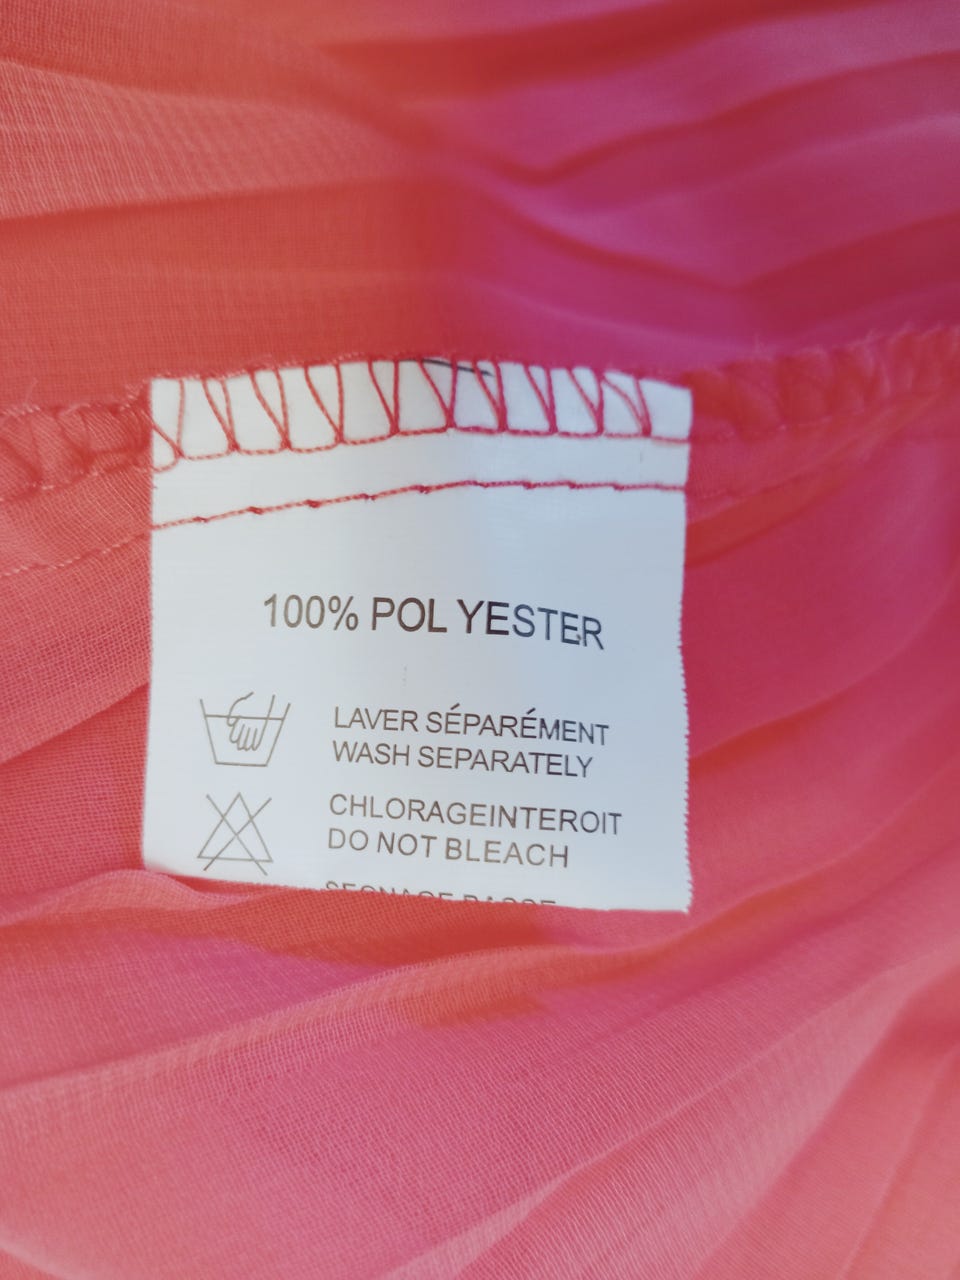 100% POL YESTER
LAVER SÉPARÉMENT
WASH SEPARATELY
CHLORAGEINTEROIT
DO NOT BLEACH